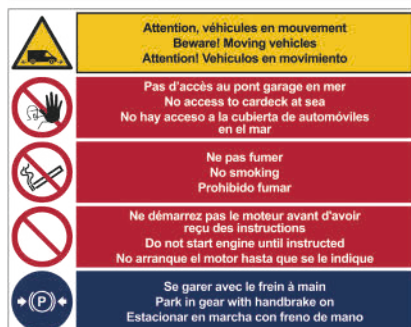 Attention, véhicules en mouvement
Beware! Moving vehicles
Attention! Vehiculos en movimiento
Pas d'accès au pont garage en mer
No access to cardeck at sea
No hay acceso a la cubierta de automóviles
en el mar
Ne pas fumer
No smoking
Prohibido fumar
Ne démarrez pas le moteur avant d'avoir
reçu des instructions
Do not start engine until instructed
No arranque el motor hasta que se le indique
(P)
Se garer avec le frein à main
Park in gear with handbrake on
Estacionar en marcha con freno de mano